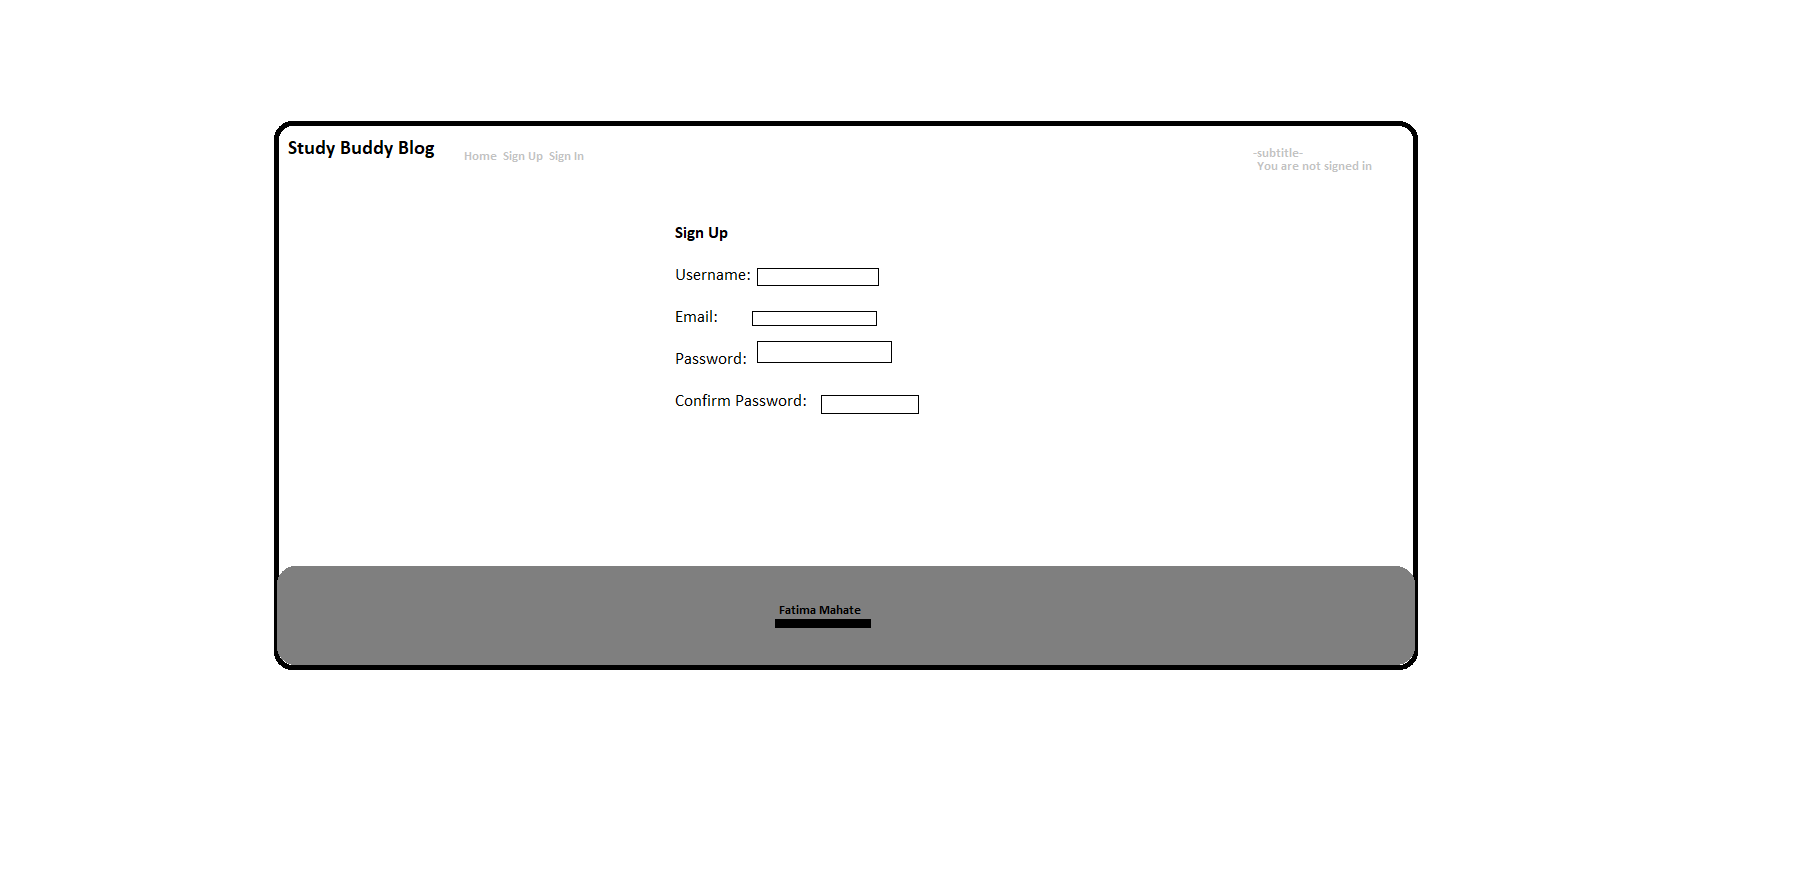 Study Buddy Blog
Home Sign Up Sign In
-subtitle-
You are not signed in
Sign Up
Username:
Email:
Password:
Confirm Password:
Fatima Mahate